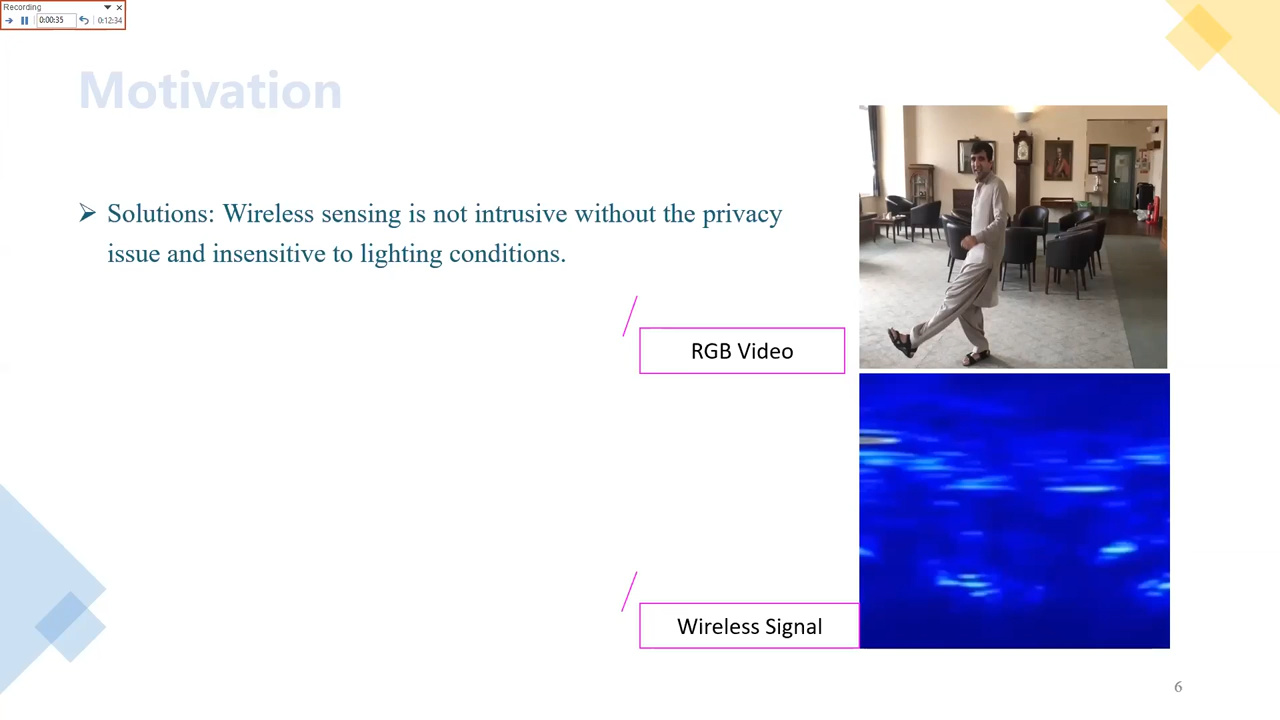 Recording
0:00:35
0:12:34
Motivation
Solutions: Wireless sensing is not intrusive without the privacy
issue and insensitive to lighting conditions.
RGB Video
Wireless Signal
6